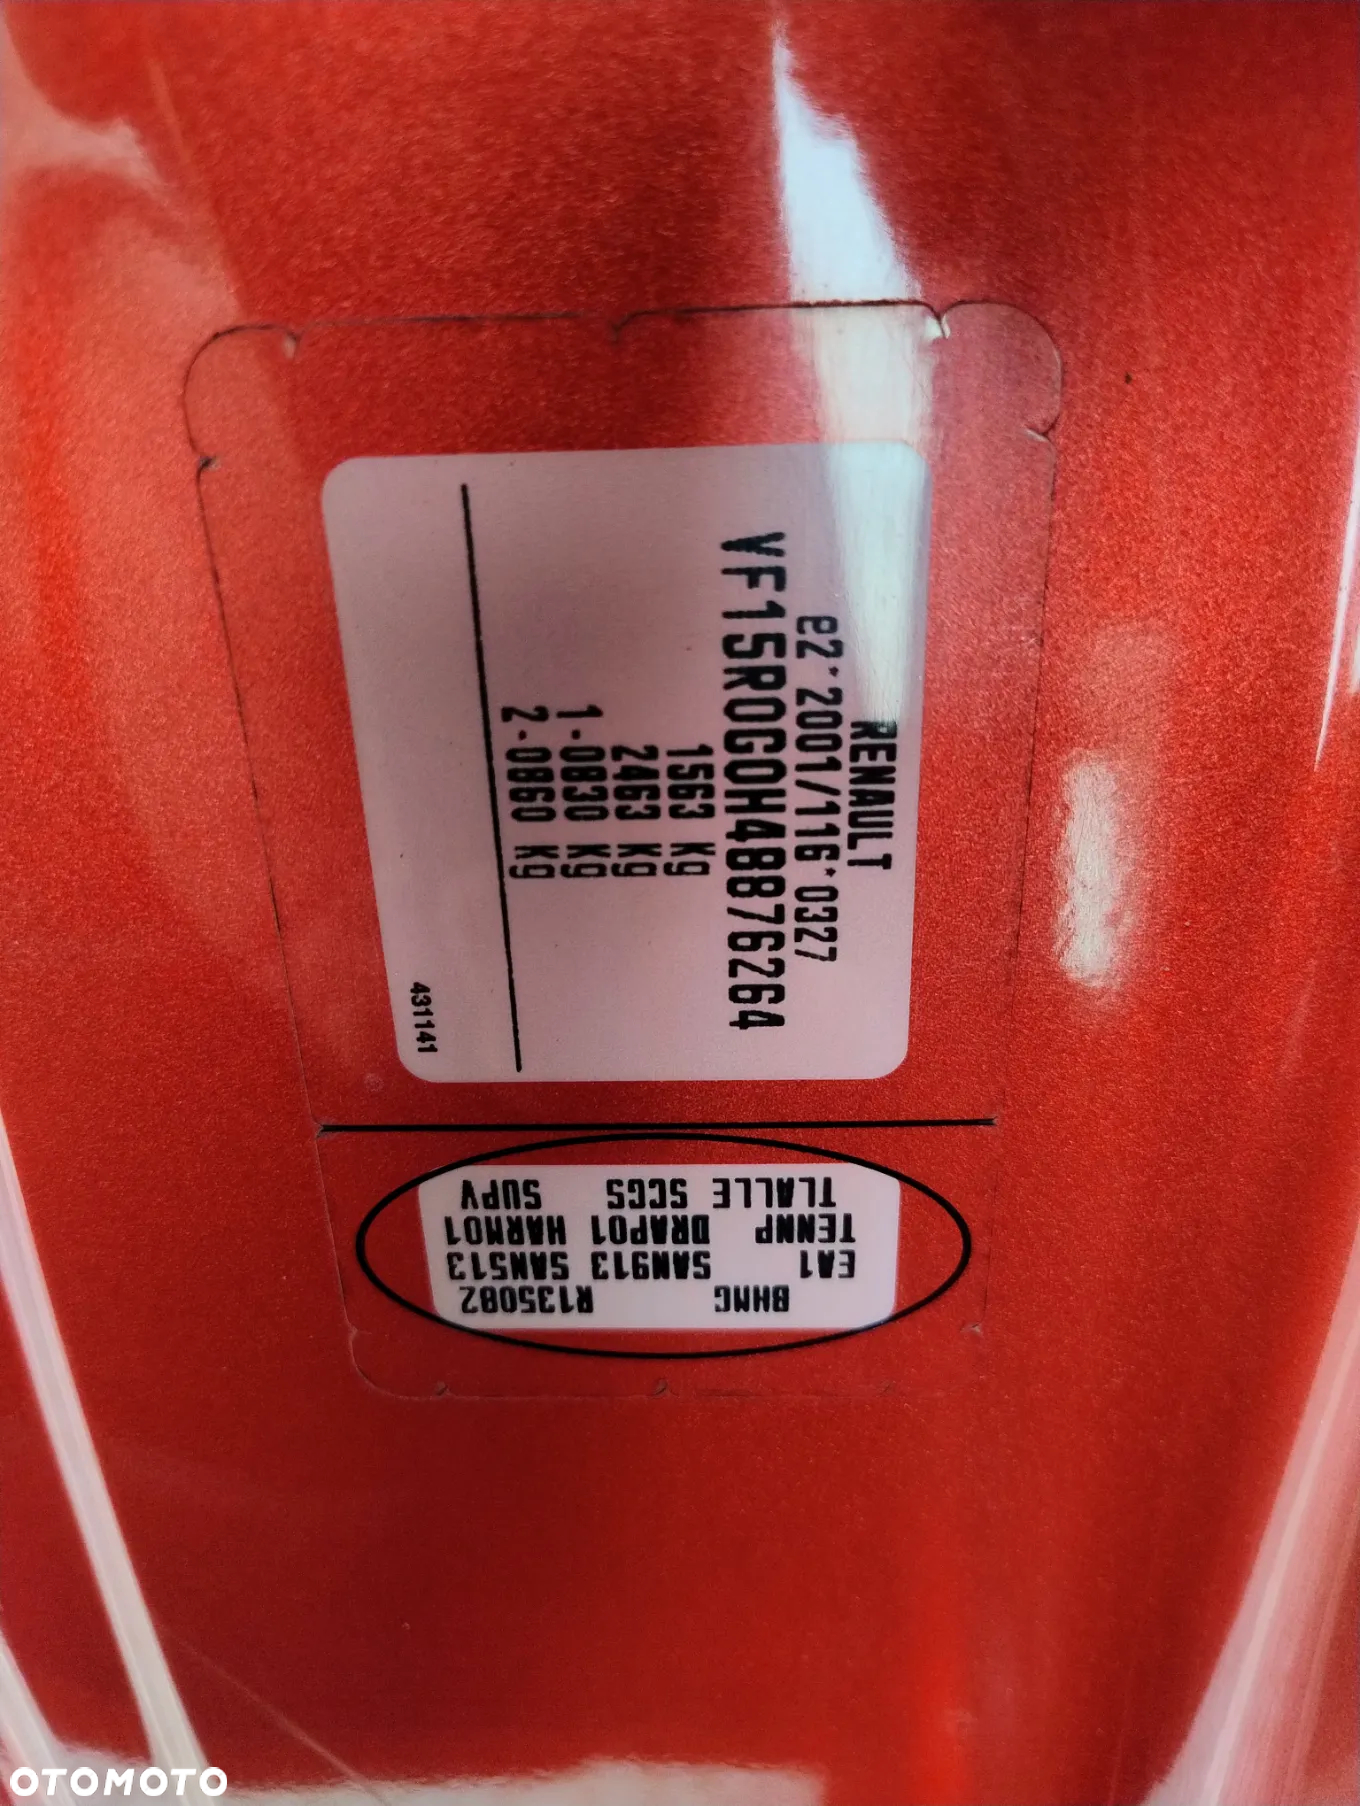 RENAULT
e2*2001/116*0327
VF15R0G0H48876264
1563 Kg
2463 Kg
1-0830 Kg
2-0860 Kg
431141
BHMG R135082
EA1 SAN913 SAN513
TENNP DRAP01 HARM01
TLALLE SCGS SUPV
OTOMOTO